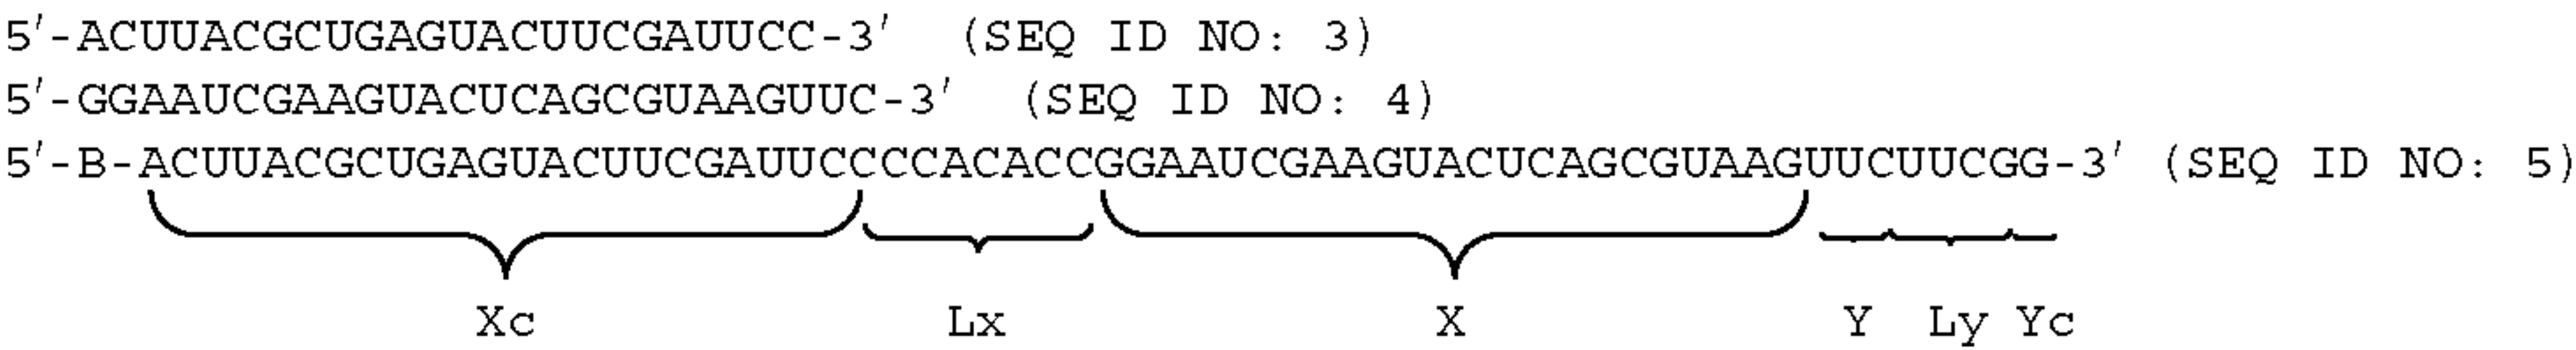 5'-ACUUACGCUGAGUACUUCGAUUCC-3' (SEQ ID NO: 3)
5'-GGAAUCGAAGUACUCAGCGUAAGUUC-3' (SEQ ID NO: 4)
5'-B-ACUUACGCUGAGUACUUCGAUUCCCCACACCGGAAUCGAAGUACUCAGCGUAAGUUCUUCGG-3' (SEQ ID NO: 5)
Xc Lx X Y Ly Yc